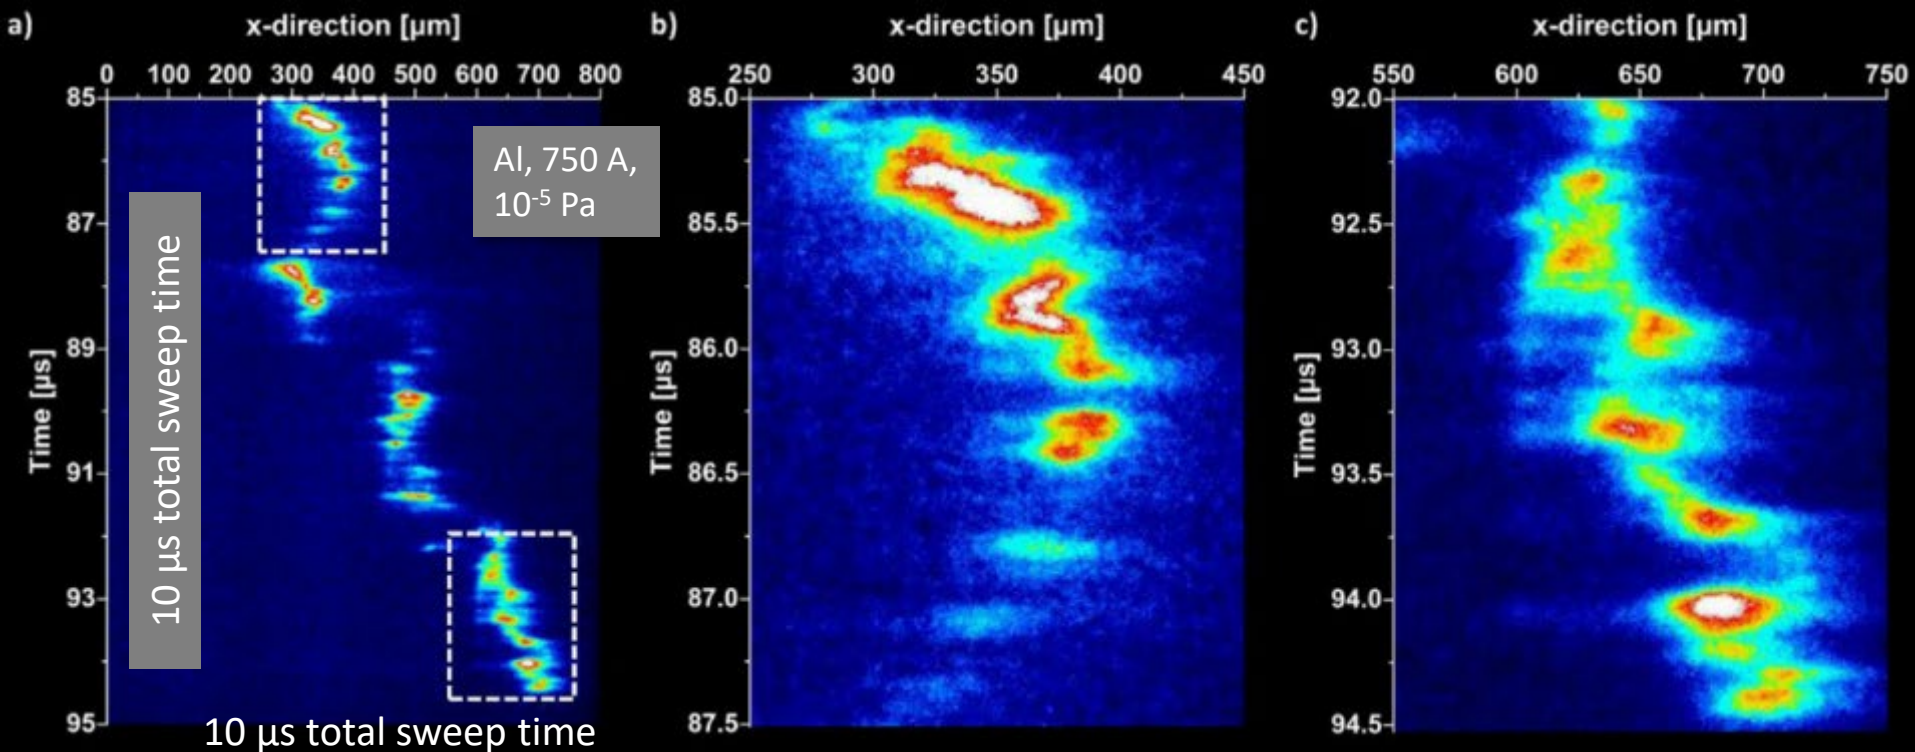 a)
x-direction [µm]
0 100 200 300 400 500 600 700 800
85
87
89
91
93
95
Time [µs]
10 µs total sweep time
Al, 750 A,
10-5 Pa
10 µs total sweep time
b)
x-direction [µm]
250 300 350 400 450
85.0
85.5
86.0
86.5
87.0
87.5
Time [µs]
c)
x-direction [µm]
550 600 650 700 750
92.0
92.5
93.0
93.5
94.0
94.5
Time [µs]